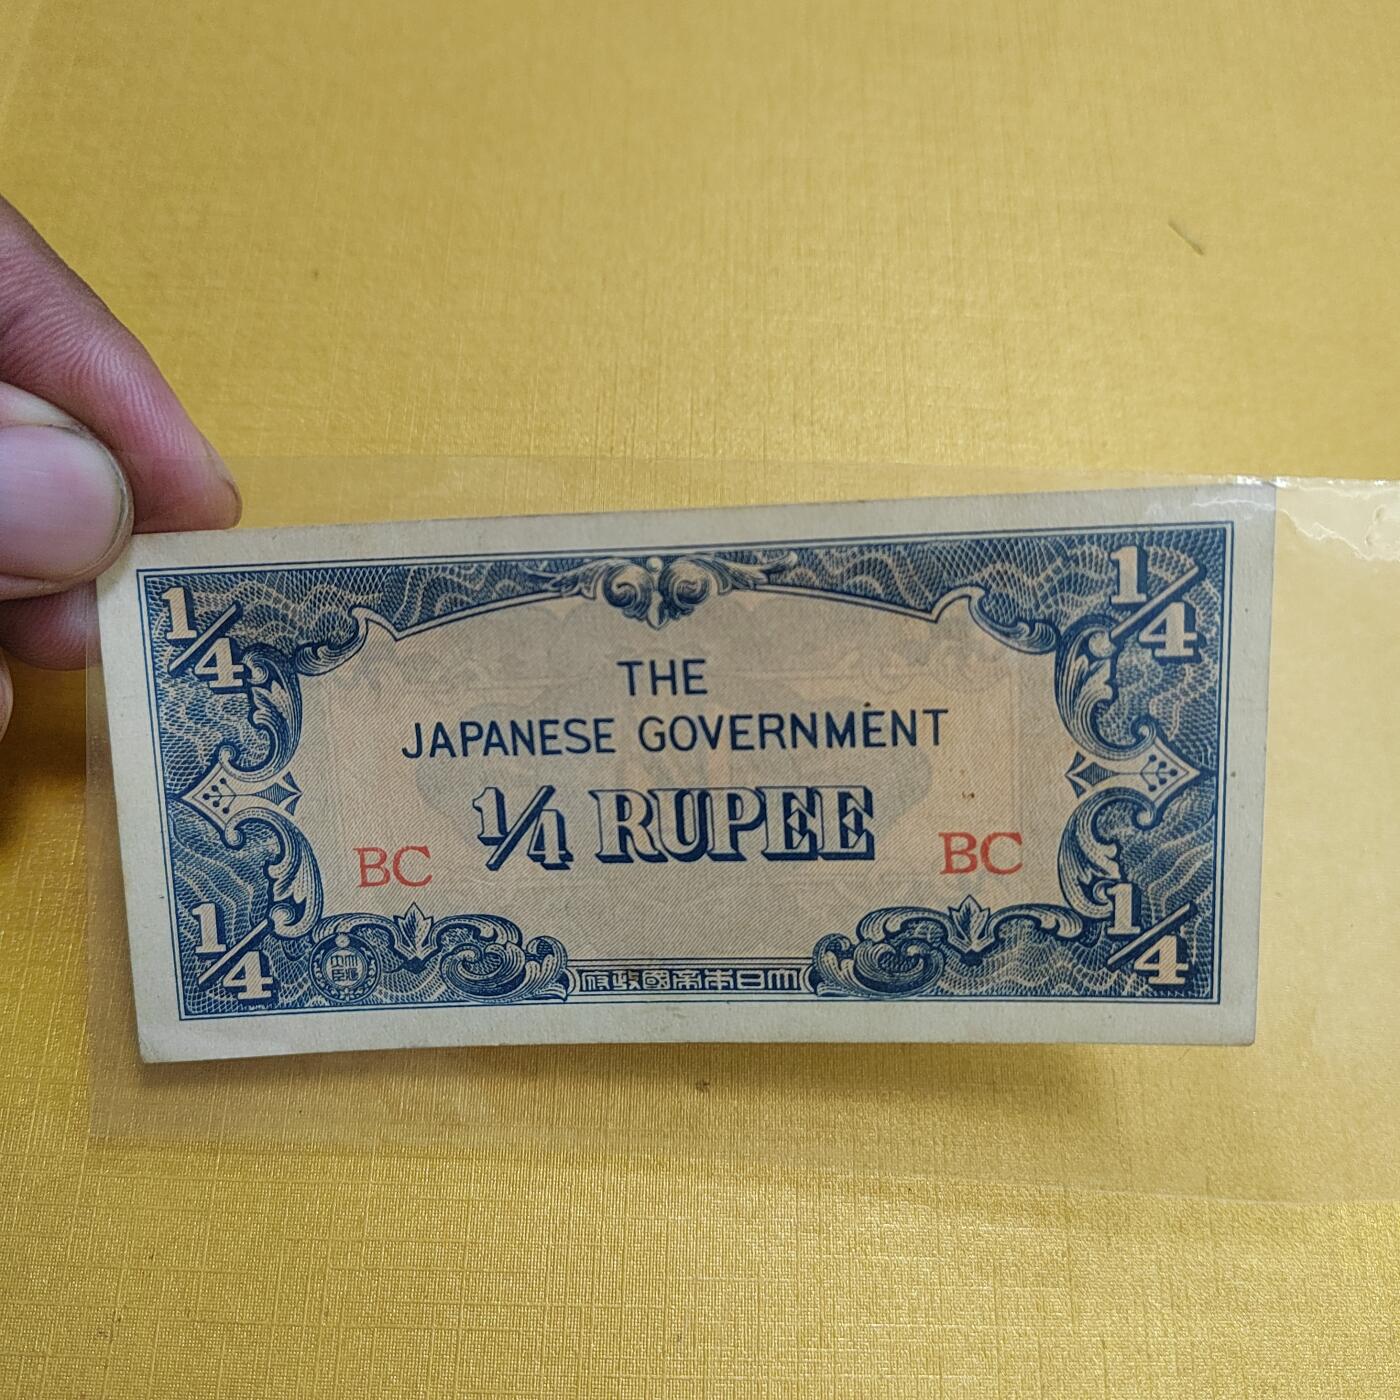 1/4 1/4
THE
JAPANESE GOVERNMENT
1/4 RUPEE
BC BC
1/4 1/4
府政國帝本日大